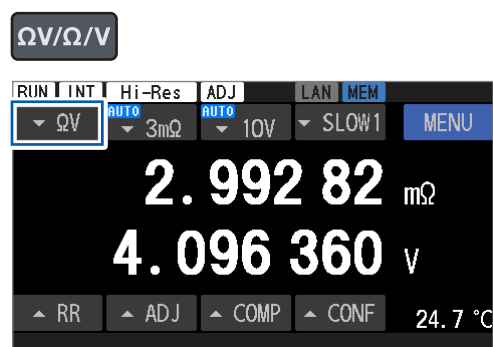 ΩV/Ω/V
RUN INT Hi-Res ADJ LAN MEM
ΩV AUTO 3mΩ AUTO 10V SLOW1 MENU
2.992 82 mΩ
4.096 360 V
RR ADJ COMP CONF 24.7 °C